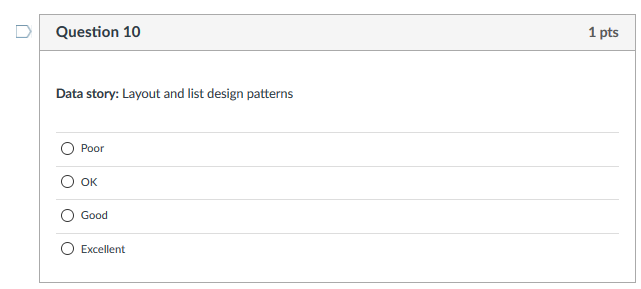 Question 10
1 pts
Data story: Layout and list design patterns
Poor
OK
Good
Excellent